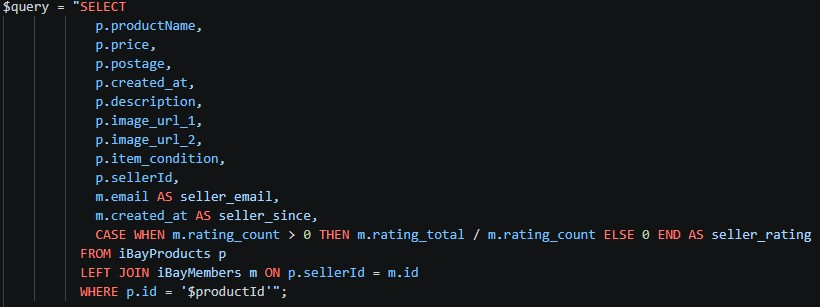 $query = "SELECT
p.productName,
p.price,
p.postage,
p.created_at,
p.description,
p.image_url_1,
p.image_url_2,
p.item_condition,
p.sellerId,
m.email AS seller_email,
m.created_at AS seller_since,
CASE WHEN m.rating_count > 0 THEN m.rating_total / m.rating_count ELSE 0 END AS seller_rating
FROM iBayProducts p
LEFT JOIN iBayMembers m ON p.sellerId = m.id
WHERE p.id = '$productId'";